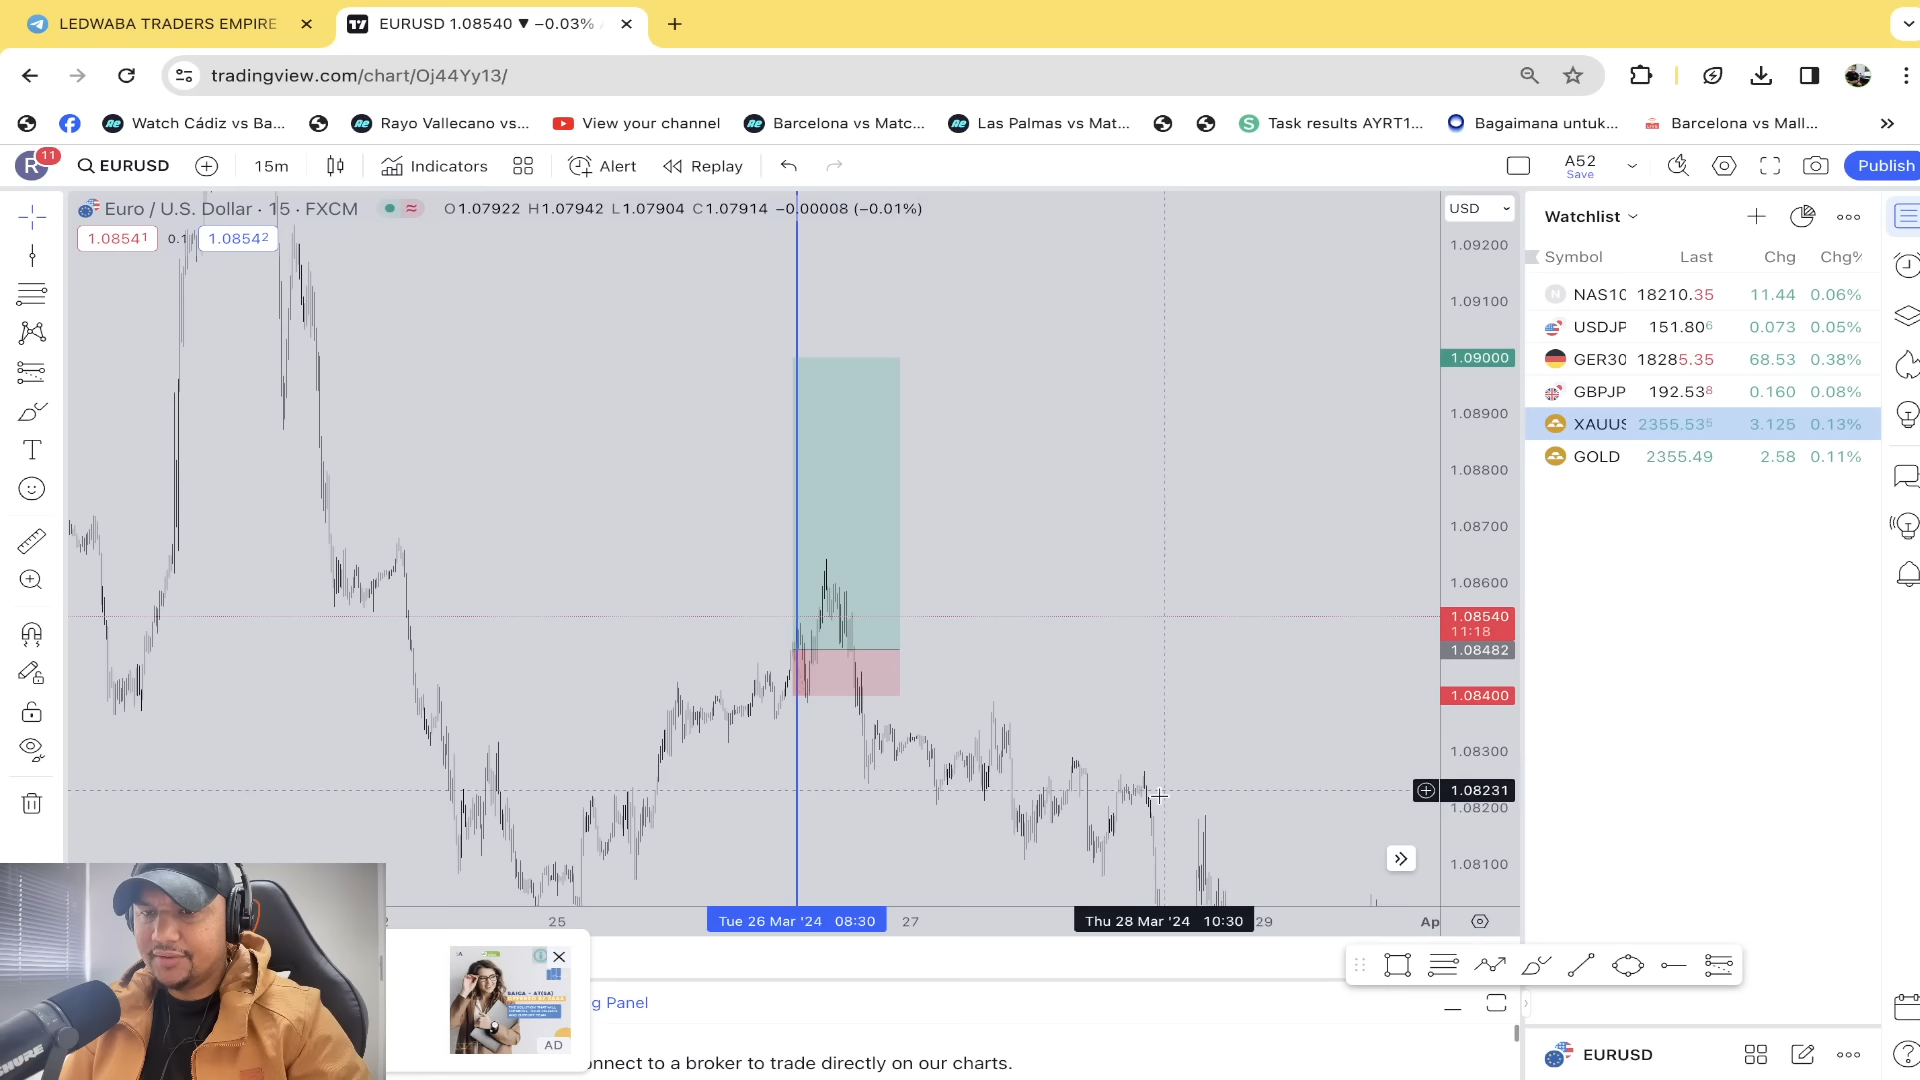 LEDWABA TRADERS EMPIRE
EURUSD 1.08540 ▼ −0.03%
tradingview.com/chart/Oj44Yy13/
Watch Cádiz vs Ba...
Rayo Vallecano vs...
View your channel
Barcelona vs Matc...
Las Palmas vs Mat...
Task results AYRT1...
Bagaimana untuk...
Barcelona vs Mall...
R 11
EURUSD
15m
Indicators
Alert
Replay
A52
Save
Publish
Euro / U.S. Dollar · 15 · FXCM
O1.07922 H1.07942 L1.07904 C1.07914 −0.00008 (−0.01%)
1.08541
0.1
1.08542
USD
1.09200
1.09100
1.09000
1.08900
1.08800
1.08700
1.08600
1.08540
11:18
1.08482
1.08400
1.08300
1.08231
1.08200
1.08100
25
Tue 26 Mar '24 08:30
27
Thu 28 Mar '24 10:30
29
Ap
Watchlist
Symbol Last Chg Chg%
NAS10 18210.35 11.44 0.06%
USDJP 151.806 0.073 0.05%
GER30 18285.35 68.53 0.38%
GBPJP 192.538 0.160 0.08%
XAUUS 2355.535 3.125 0.13%
GOLD 2355.49 2.58 0.11%
g Panel
onnect to a broker to trade directly on our charts.
AD
SHURE
EURUSD